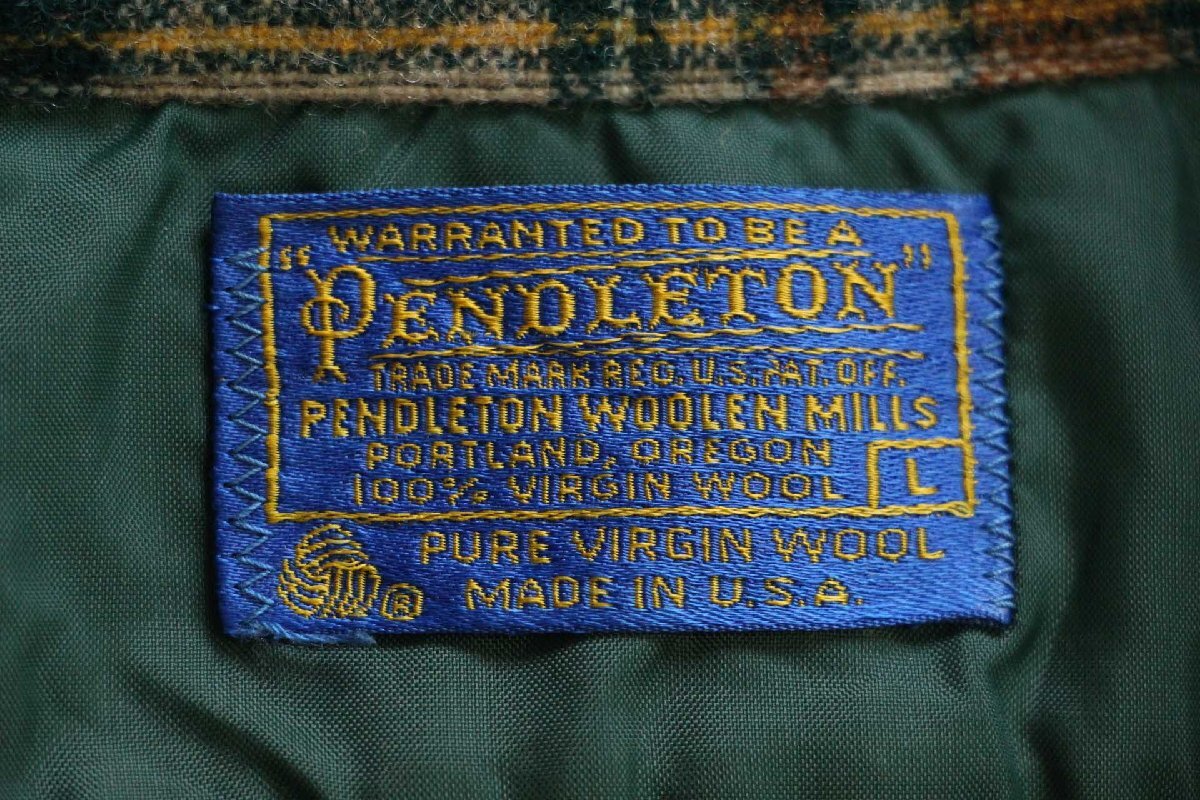 WARRANTED TO BE A
"PENDLETON"
TRADE MARK REG. U.S. PAT. OFF.
PENDLETON WOOLEN MILLS
PORTLAND, OREGON
100% VIRGIN WOOL L
PURE VIRGIN WOOL
® MADE IN U.S.A.